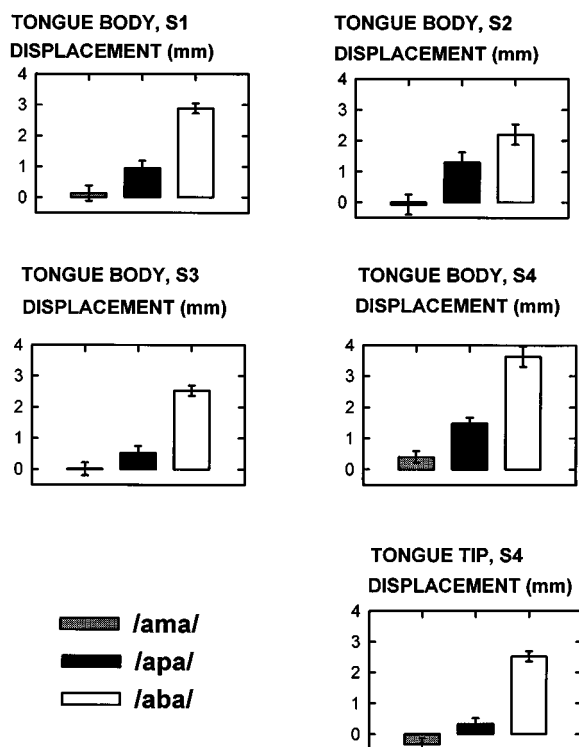 TONGUE BODY, S1
DISPLACEMENT (mm)
4
3
2
1
0
TONGUE BODY, S2
DISPLACEMENT (mm)
4
3
2
1
0
TONGUE BODY, S3
DISPLACEMENT (mm)
4
3
2
1
0
TONGUE BODY, S4
DISPLACEMENT (mm)
4
3
2
1
0
/ama/
/apa/
/aba/
TONGUE TIP, S4
DISPLACEMENT (mm)
4
3
2
1
0